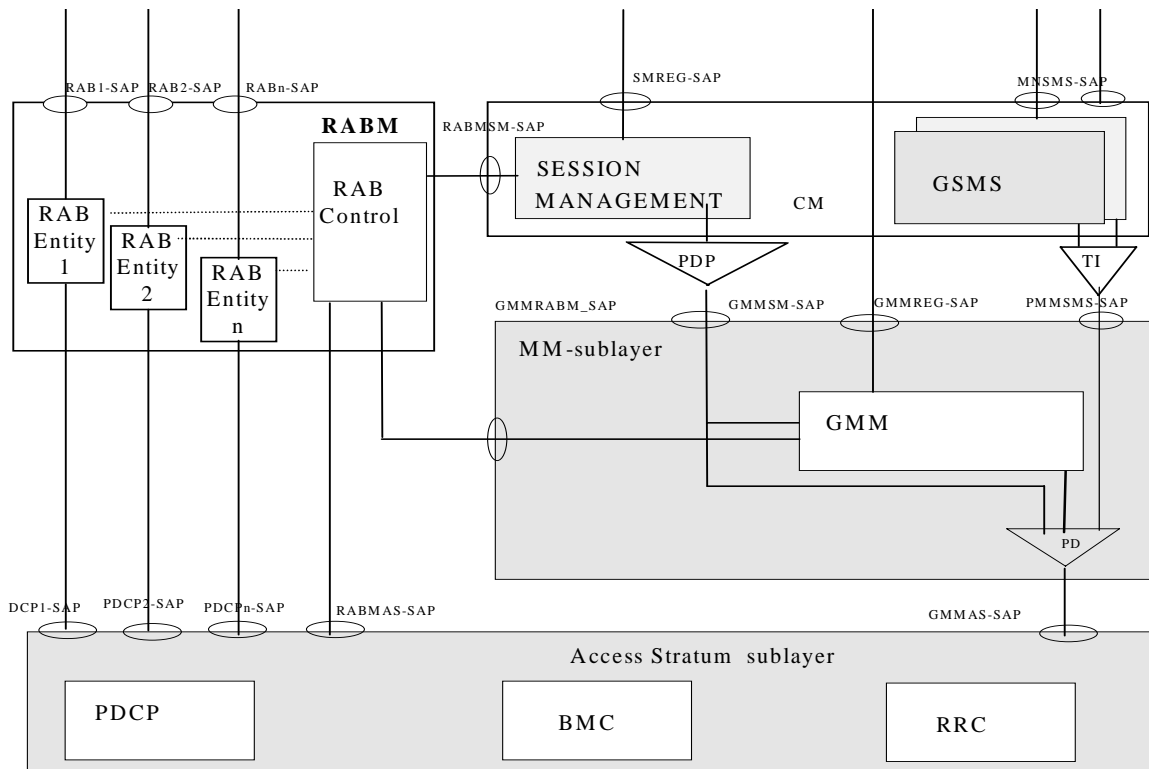 RAB1-SAP
RAB2-SAP
RABn-SAP
SMREG-SAP
MNSMS-SAP
RABM
RABMSM-SAP
RAB
Control
SESSION
MANAGEMENT
CM
GSMS
RAB
Entity
1
RAB
Entity
2
RAB
Entity
n
PDP
TI
GMMRABM_SAP
GMMSM-SAP
GMMREG-SAP
PMMSMS-SAP
MM-sublayer
GMM
PD
DCP1-SAP
PDCP2-SAP
PDCPn-SAP
RABMAS-SAP
GMMAS-SAP
Access Stratum sublayer
PDCP
BMC
RRC